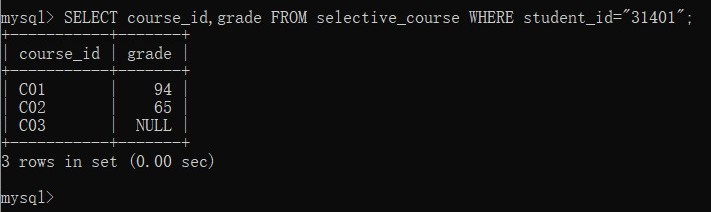 mysql> SELECT course_id,grade FROM selective_course WHERE student_id="31401";
+-----------+-------+
| course_id | grade |
+-----------+-------+
| C01       |    94 |
| C02       |    65 |
| C03       |  NULL |
+-----------+-------+
3 rows in set (0.00 sec)
mysql>